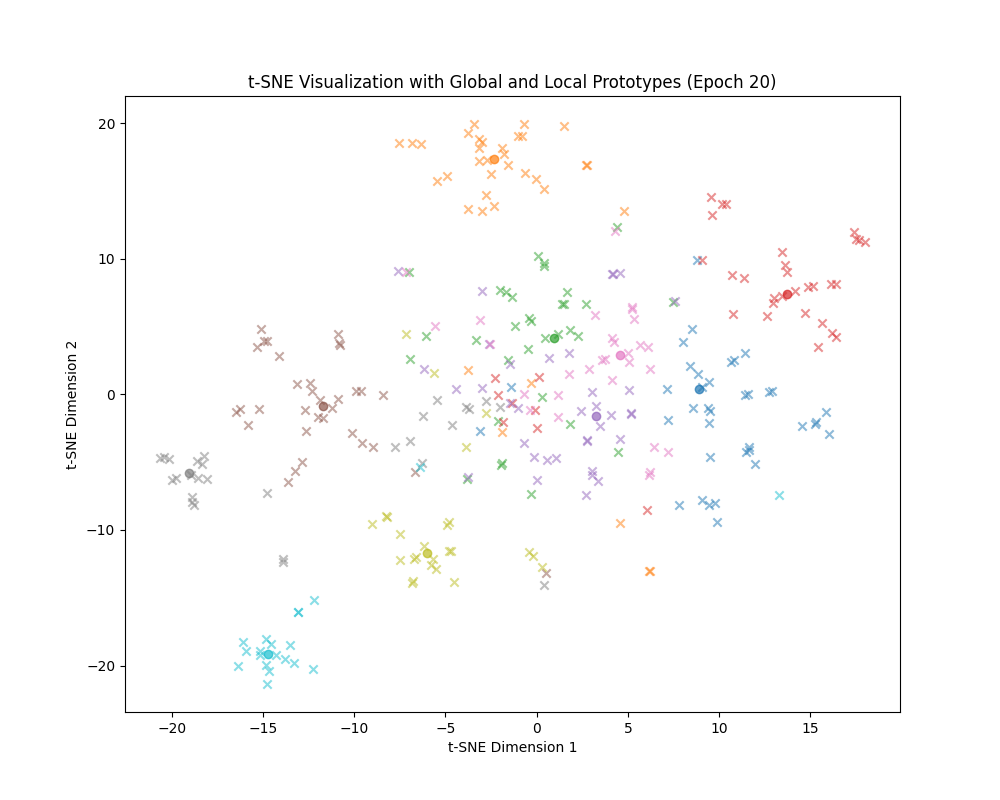 t-SNE Visualization with Global and Local Prototypes (Epoch 20)
20
10
0
−10
−20
t-SNE Dimension 2
−20 −15 −10 −5 0 5 10 15
t-SNE Dimension 1